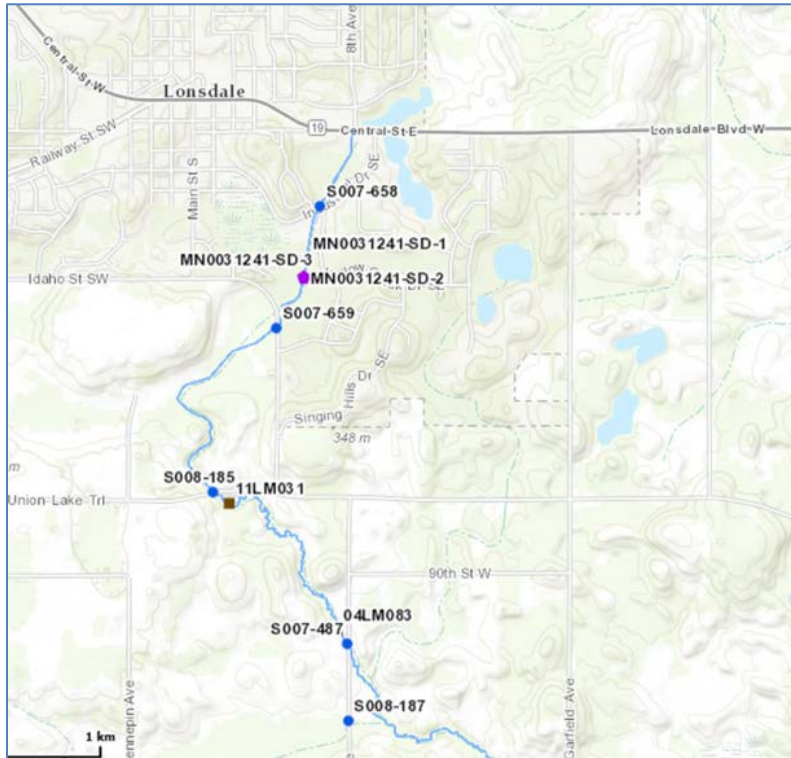 8th Ave
Central St W
Lonsdale
19
Central St E
Lonsdale Blvd W
Railway St SW
Main St S
S007-658
MN0031241-SD-1
MN0031241-SD-3
MN0031241-SD-2
Idaho St SW
S007-659
Singing
Hills
Dr
SE
348 m
m
S008-185
11LM031
Union Lake Trl
90th St W
04LM083
S007-487
S008-187
ennepin Ave
Garfield Ave
1 km